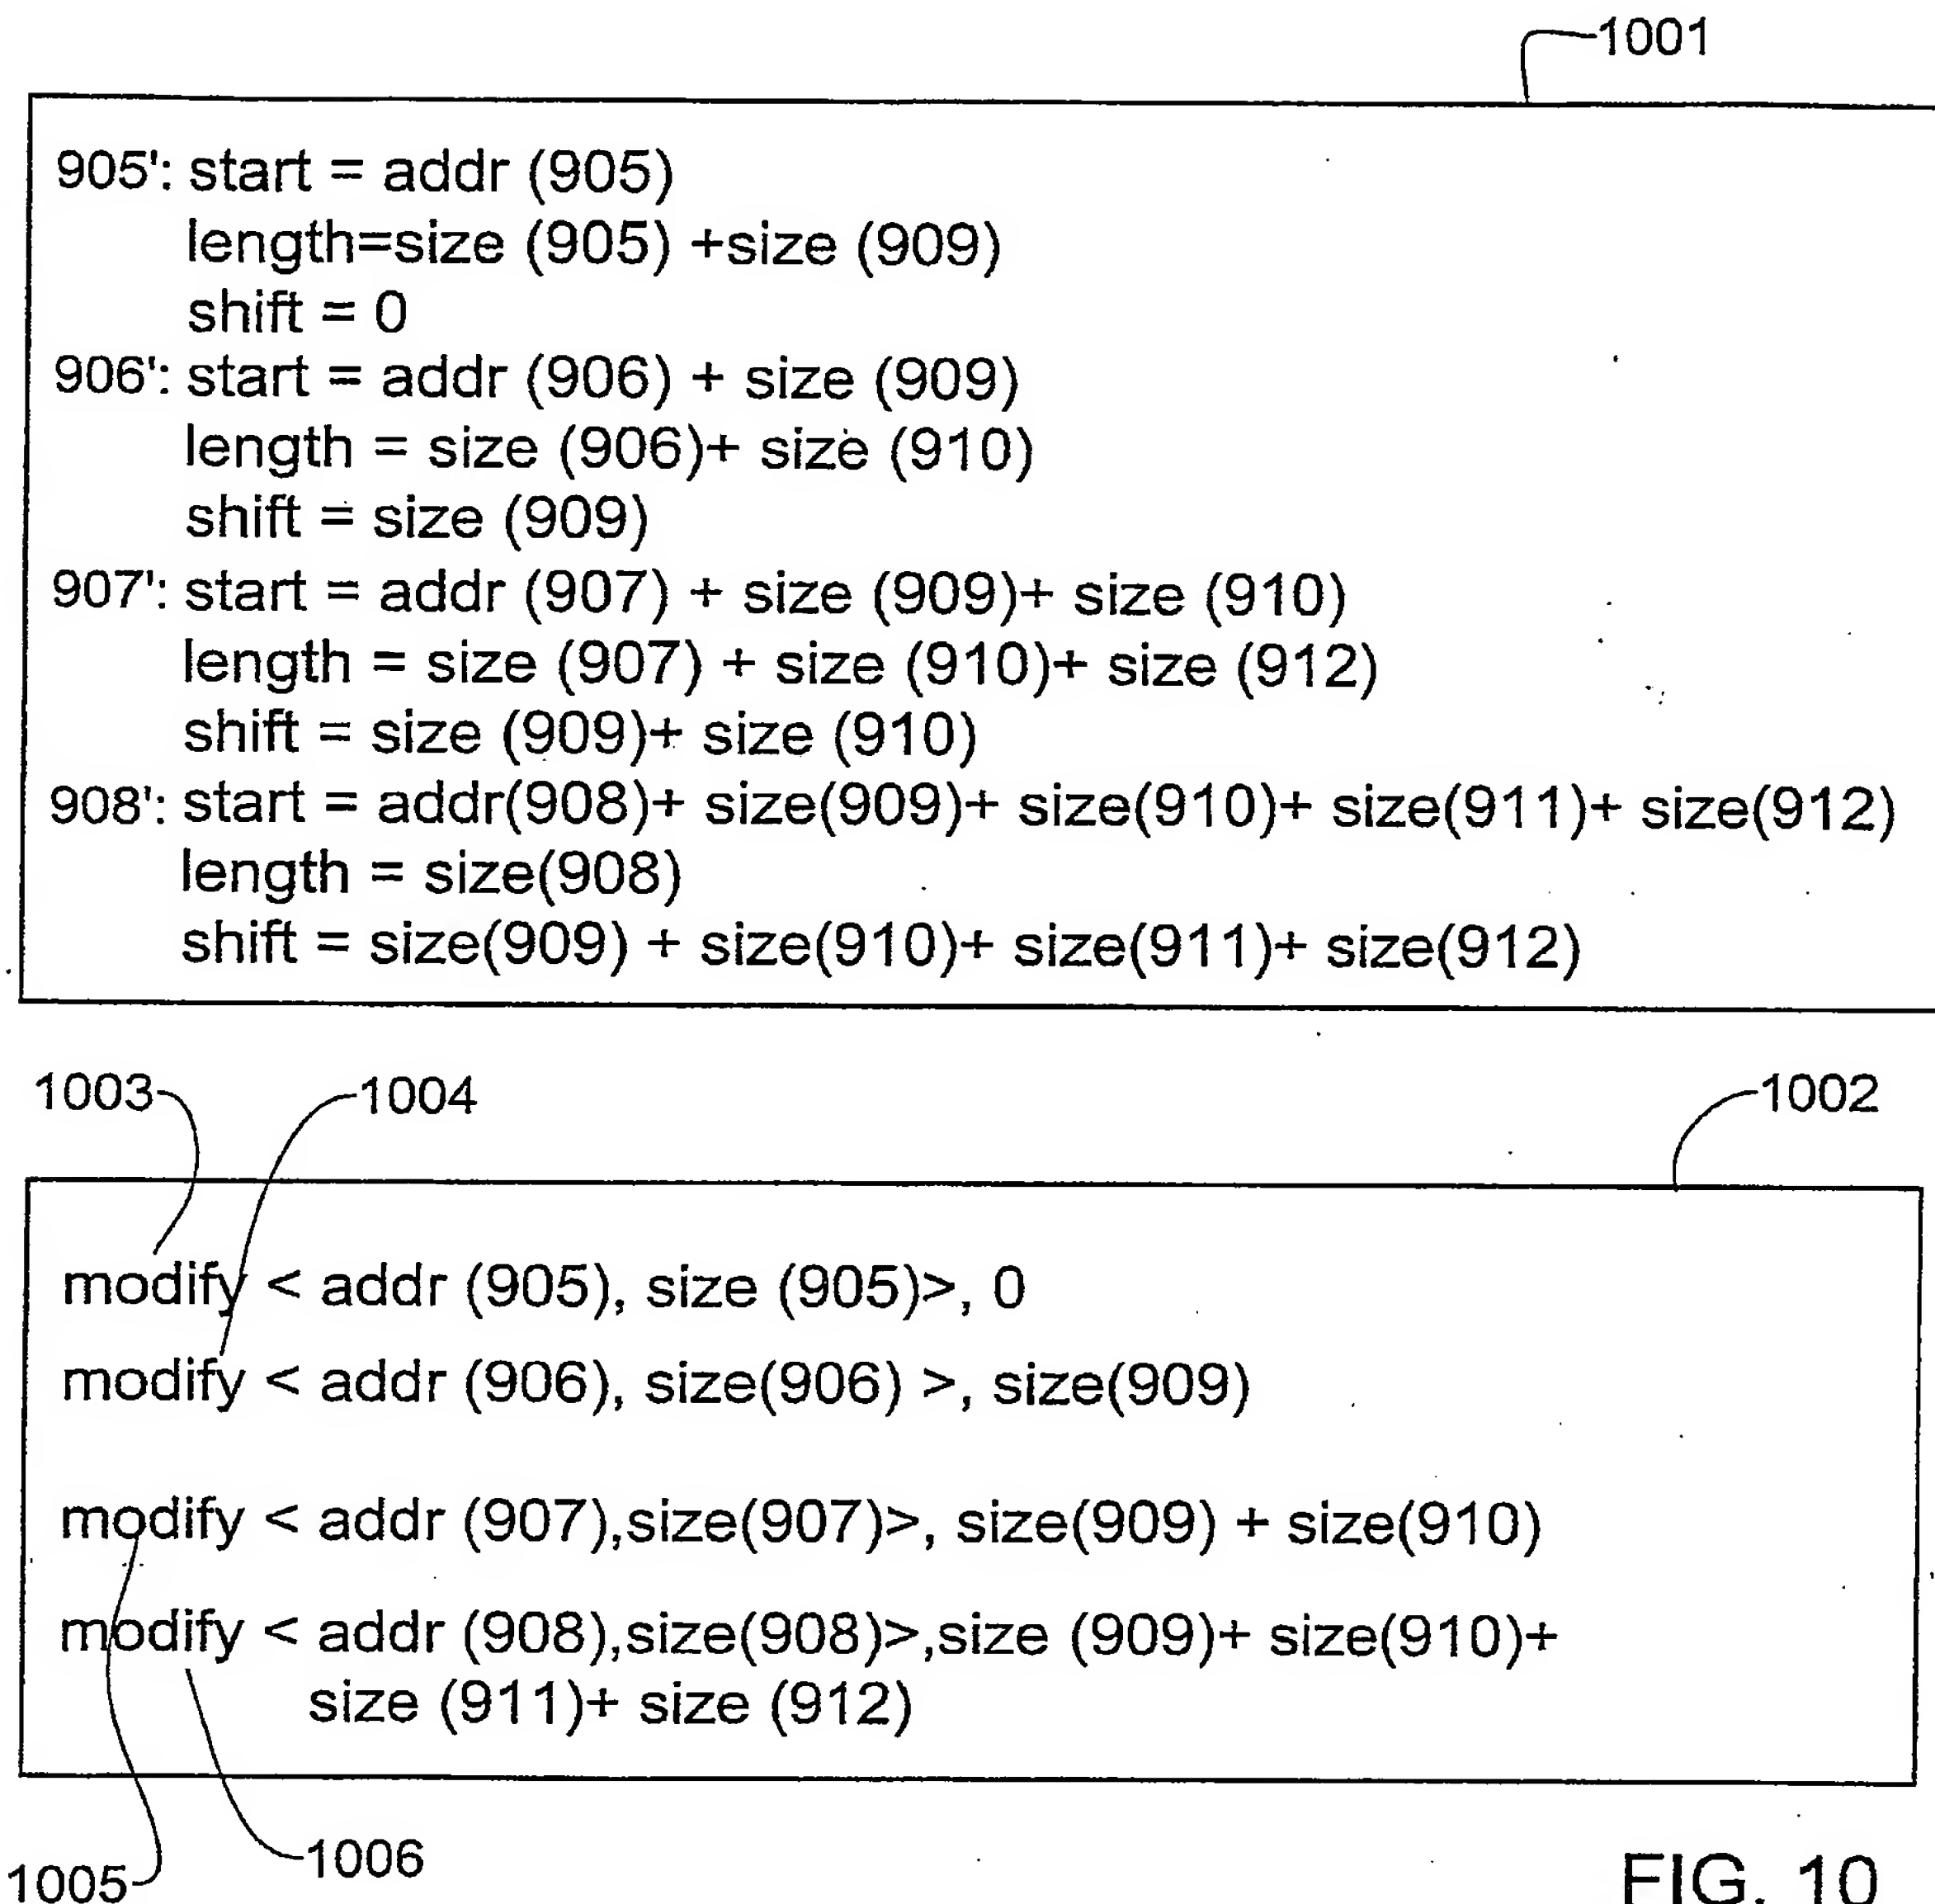 1001
905': start = addr (905)
length=size (905) +size (909)
shift = 0
906': start = addr (906) + size (909)
length = size (906)+ size (910)
shift = size (909)
907': start = addr (907) + size (909)+ size (910)
length = size (907) + size (910)+ size (912)
shift = size (909)+ size (910)
908': start = addr(908)+ size(909)+ size(910)+ size(911)+ size(912)
length = size(908)
shift = size(909) + size(910)+ size(911)+ size(912)
1003 1004 1002
modify < addr (905), size (905)>, 0
modify < addr (906), size(906) >, size(909)
modify < addr (907),size(907)>, size(909) + size(910)
modify < addr (908),size(908)>,size (909)+ size(910)+
size (911)+ size (912)
1005 1006
FIG. 10